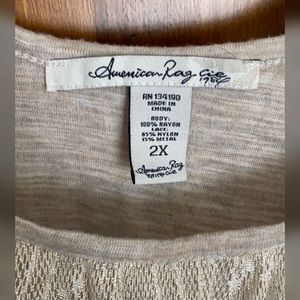 American Rag Cie
1984
RN 134190
MADE IN
CHINA
BODY:
100% RAYON
LACE:
85% NYLON
15% METAL
2X
American Rag
Cie